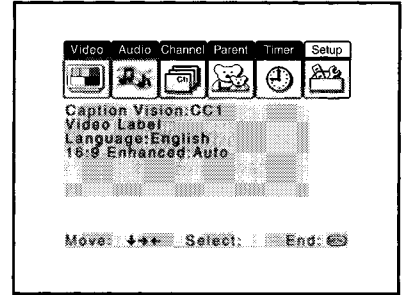 Video Audio Channel Parent Timer Setup
Ch
Caption Vision:CC1
Video Label
Language:English
16:9 Enhanced:Auto
Move: ↓→← Select: End: